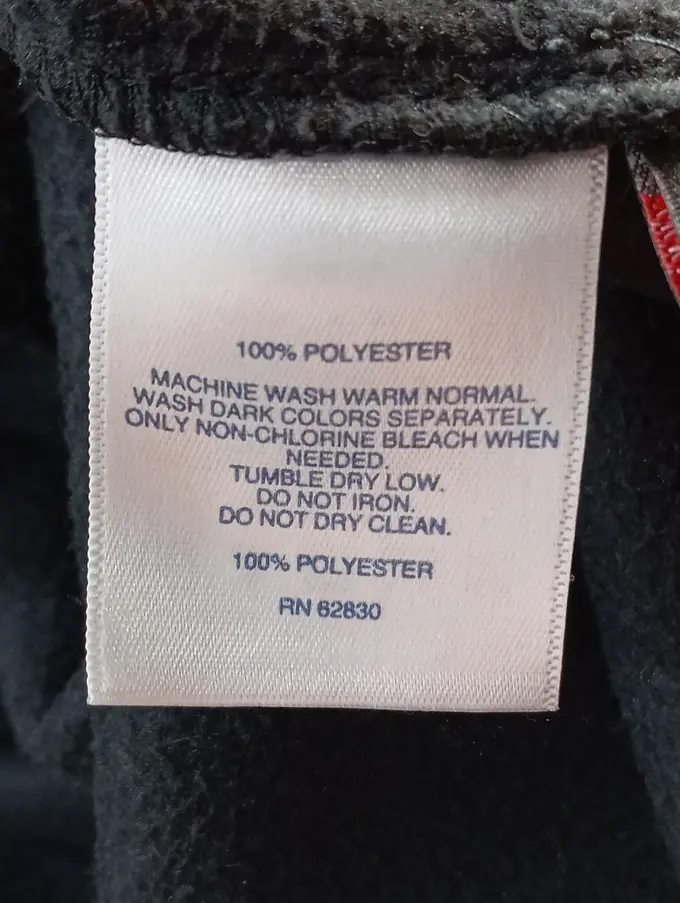 100% POLYESTER
MACHINE WASH WARM NORMAL.
WASH DARK COLORS SEPARATELY.
ONLY NON-CHLORINE BLEACH WHEN
NEEDED.
TUMBLE DRY LOW.
DO NOT IRON.
DO NOT DRY CLEAN.
100% POLYESTER
RN 62830